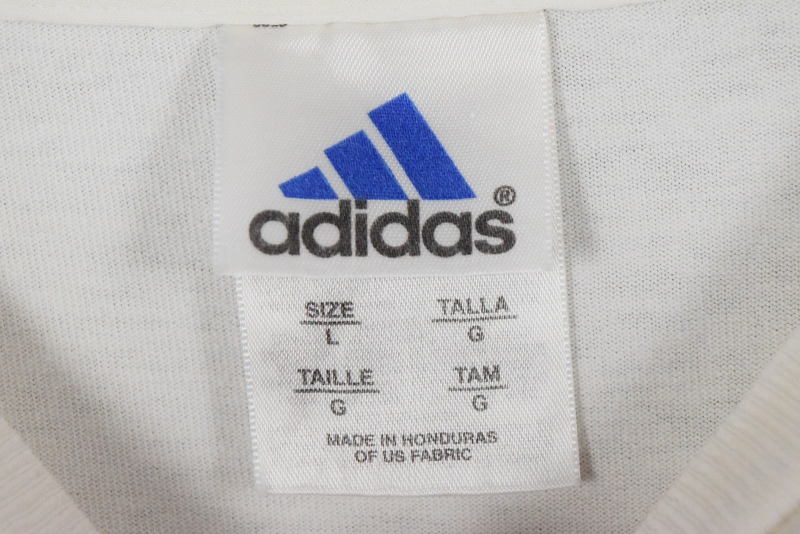 adidas®
SIZE
L
TALLA
G
TAILLE
G
TAM
G
MADE IN HONDURAS
OF US FABRIC